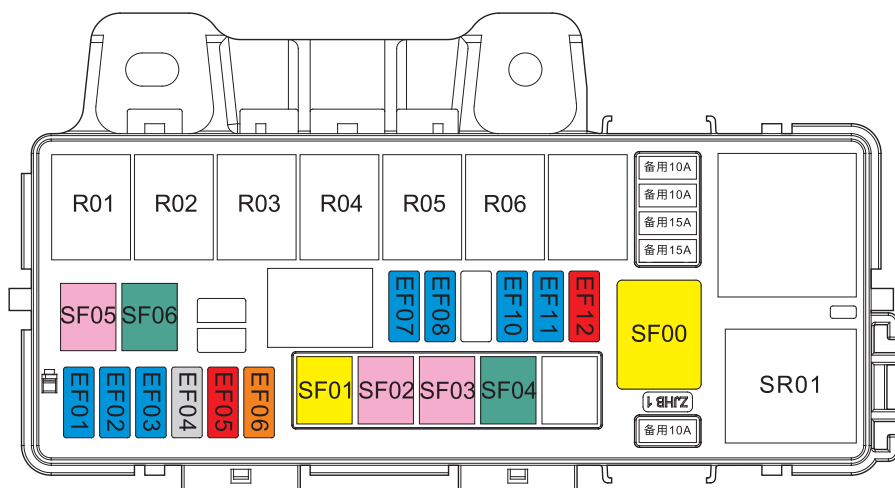 R01 R02 R03 R04 R05 R06
备用10A
备用10A
备用15A
备用15A
SF05 SF06
EF07 EF08 EF10 EF11 EF12
SF00
EF01 EF02 EF03 EF04 EF05 EF06
SF01 SF02 SF03 SF04
SR01
ZJHB 1
备用10A